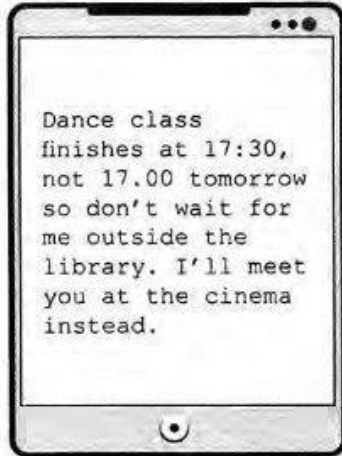 Dance class
finishes at 17:30,
not 17.00 tomorrow
so don't wait for
me outside the
library. I'll meet
you at the cinema
instead.